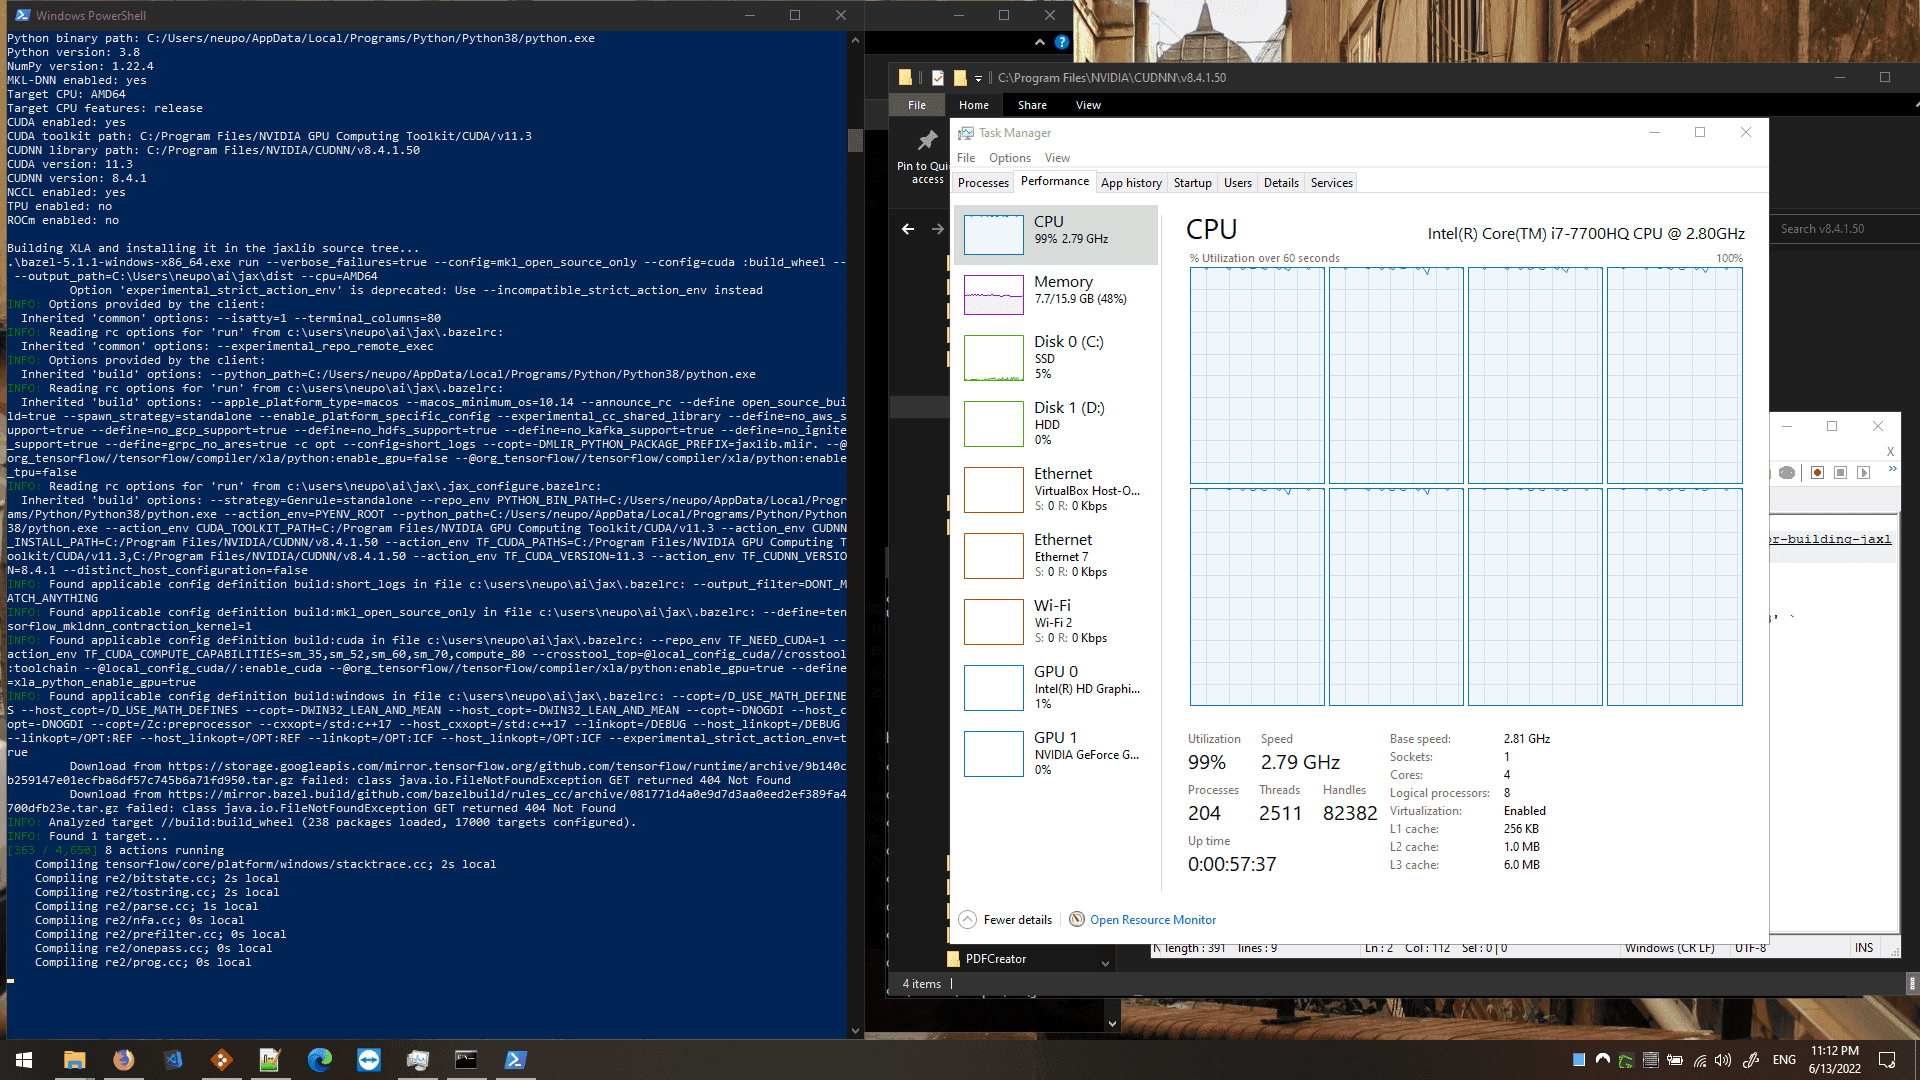 Windows PowerShell
Python binary path: C:/Users/neupo/AppData/Local/Programs/Python/Python38/python.exe
Python version: 3.8
NumPy version: 1.22.4
MKL-DNN enabled: yes
Target CPU: AMD64
Target CPU features: release
CUDA enabled: yes
CUDA toolkit path: C:/Program Files/NVIDIA GPU Computing Toolkit/CUDA/v11.3
CUDNN library path: C:/Program Files/NVIDIA/CUDNN/v8.4.1.50
CUDA version: 11.3
CUDNN version: 8.4.1
NCCL enabled: yes
TPU enabled: no
ROCm enabled: no
Building XLA and installing it in the jaxlib source tree...
.\bazel-5.1.1-windows-x86_64.exe run --verbose_failures=true --config=mkl_open_source_only --config=cuda :build_wheel --
--output_path=C:\Users\neupo\ai\jax\dist --cpu=AMD64
Option 'experimental_strict_action_env' is deprecated: Use --incompatible_strict_action_env instead
INFO: Options provided by the client:
Inherited 'common' options: --isatty=1 --terminal_columns=80
INFO: Reading rc options for 'run' from c:\users\neupo\ai\jax\.bazelrc:
Inherited 'common' options: --experimental_repo_remote_exec
INFO: Options provided by the client:
Inherited 'build' options: --python_path=C:/Users/neupo/AppData/Local/Programs/Python/Python38/python.exe
INFO: Reading rc options for 'run' from c:\users\neupo\ai\jax\.bazelrc:
Inherited 'build' options: --apple_platform_type=macos --macos_minimum_os=10.14 --announce_rc --define open_source_bui
ld=true --spawn_strategy=standalone --enable_platform_specific_config --experimental_cc_shared_library --define=no_aws_s
upport=true --define=no_gcp_support=true --define=no_hdfs_support=true --define=no_kafka_support=true --define=no_ignite
_support=true --define=grpc_no_ares=true -c opt --config=short_logs --copt=-DMLIR_PYTHON_PACKAGE_PREFIX=jaxlib.mlir. --@
org_tensorflow//tensorflow/compiler/xla/python:enable_gpu=false --@org_tensorflow//tensorflow/compiler/xla/python:enable
_tpu=false
INFO: Reading rc options for 'run' from c:\users\neupo\ai\jax\.jax_configure.bazelrc:
Inherited 'build' options: --strategy=Genrule=standalone --repo_env PYTHON_BIN_PATH=C:/Users/neupo/AppData/Local/Progr
ams/Python/Python38/python.exe --action_env=PYENV_ROOT --python_path=C:/Users/neupo/AppData/Local/Programs/Python/Python
38/python.exe --action_env CUDA_TOOLKIT_PATH=C:/Program Files/NVIDIA GPU Computing Toolkit/CUDA/v11.3 --action_env CUDNN
_INSTALL_PATH=C:/Program Files/NVIDIA/CUDNN/v8.4.1.50 --action_env TF_CUDA_PATHS=C:/Program Files/NVIDIA GPU Computing T
oolkit/CUDA/v11.3,C:/Program Files/NVIDIA/CUDNN/v8.4.1.50 --action_env TF_CUDA_VERSION=11.3 --action_env TF_CUDNN_VERSIO
N=8.4.1 --distinct_host_configuration=false
INFO: Found applicable config definition build:short_logs in file c:\users\neupo\ai\jax\.bazelrc: --output_filter=DONT_M
ATCH_ANYTHING
INFO: Found applicable config definition build:mkl_open_source_only in file c:\users\neupo\ai\jax\.bazelrc: --define=ten
sorflow_mkldnn_contraction_kernel=1
INFO: Found applicable config definition build:cuda in file c:\users\neupo\ai\jax\.bazelrc: --repo_env TF_NEED_CUDA=1 --
action_env TF_CUDA_COMPUTE_CAPABILITIES=sm_35,sm_52,sm_60,sm_70,compute_80 --crosstool_top=@local_config_cuda//crosstool
:toolchain --@local_config_cuda//:enable_cuda --@org_tensorflow//tensorflow/compiler/xla/python:enable_gpu=true --define
=xla_python_enable_gpu=true
INFO: Found applicable config definition build:windows in file c:\users\neupo\ai\jax\.bazelrc: --copt=/D_USE_MATH_DEFINE
S --host_copt=/D_USE_MATH_DEFINES --copt=-DWIN32_LEAN_AND_MEAN --host_copt=-DWIN32_LEAN_AND_MEAN --copt=-DNOGDI --host_c
opt=-DNOGDI --copt=/Zc:preprocessor --cxxopt=/std:c++17 --host_cxxopt=/std:c++17 --linkopt=/DEBUG --host_linkopt=/DEBUG
--linkopt=/OPT:REF --host_linkopt=/OPT:REF --linkopt=/OPT:ICF --host_linkopt=/OPT:ICF --experimental_strict_action_env=t
rue
Download from https://storage.googleapis.com/mirror.tensorflow.org/github.com/tensorflow/runtime/archive/9b140c
b259147e01ecfba6df57c745b6a71fd950.tar.gz failed: class java.io.FileNotFoundException GET returned 404 Not Found
Download from https://mirror.bazel.build/github.com/bazelbuild/rules_cc/archive/081771d4a0e9d7d3aa0eed2ef389fa4
700dfb23e.tar.gz failed: class java.io.FileNotFoundException GET returned 404 Not Found
INFO: Analyzed target //build:build_wheel (238 packages loaded, 17000 targets configured).
INFO: Found 1 target...
[363 / 4,650] 8 actions running
Compiling tensorflow/core/platform/windows/stacktrace.cc; 2s local
Compiling re2/bitstate.cc; 2s local
Compiling re2/tostring.cc; 2s local
Compiling re2/parse.cc; 1s local
Compiling re2/nfa.cc; 0s local
Compiling re2/prefilter.cc; 0s local
Compiling re2/onepass.cc; 0s local
Compiling re2/prog.cc; 0s local
C:\Program Files\NVIDIA\CUDNN\v8.4.1.50
File Home Share View
Pin to Qui
access
Search v8.4.1.50
Task Manager
File Options View
Processes Performance App history Startup Users Details Services
CPU
99% 2.79 GHz
Memory
7.7/15.9 GB (48%)
Disk 0 (C:)
SSD
5%
Disk 1 (D:)
HDD
0%
Ethernet
VirtualBox Host-O...
S: 0 R: 0 Kbps
Ethernet
Ethernet 7
S: 0 R: 0 Kbps
Wi-Fi
Wi-Fi 2
S: 0 R: 0 Kbps
GPU 0
Intel(R) HD Graphi...
1%
GPU 1
NVIDIA GeForce G...
0%
CPU
Intel(R) Core(TM) i7-7700HQ CPU @ 2.80GHz
% Utilization over 60 seconds 100%
Utilization Speed
99% 2.79 GHz
Processes Threads Handles
204 2511 82382
Up time
0:00:57:37
Base speed: 2.81 GHz
Sockets: 1
Cores: 4
Logical processors: 8
Virtualization: Enabled
L1 cache: 256 KB
L2 cache: 1.0 MB
L3 cache: 6.0 MB
Fewer details Open Resource Monitor
or-building-jaxl
length : 391 lines : 9 Ln : 2 Col : 112 Sel : 0 | 0 Windows (CR LF) UTF-8 INS
PDFCreator
4 items
ENG
11:12 PM
6/13/2022